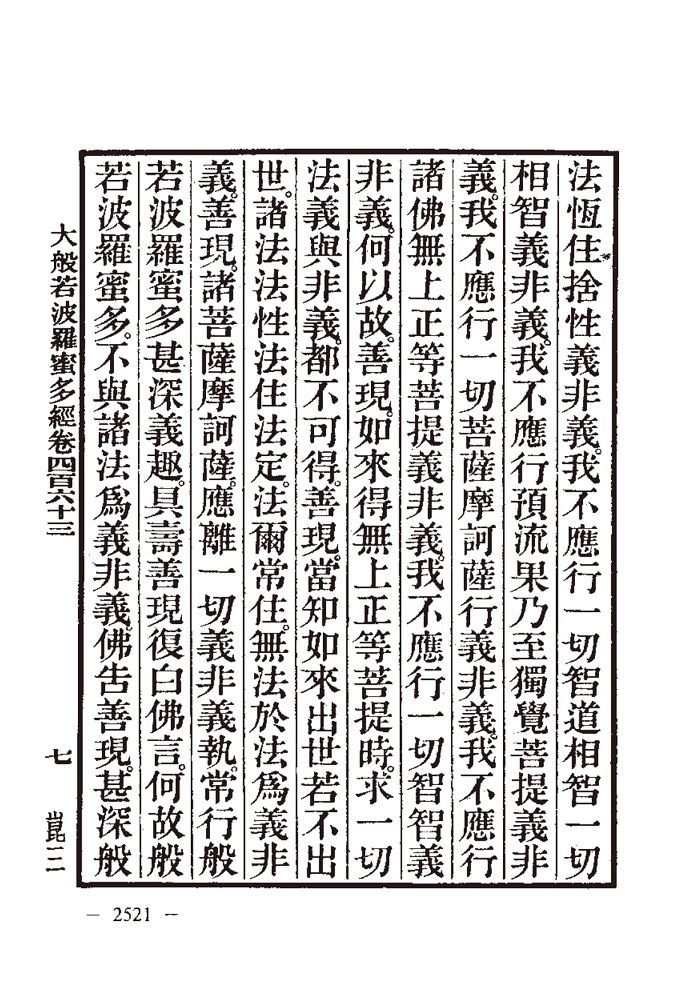 法恆住捨性義非義。我不應行一切智道相智一切
相智義非義。我不應行預流果乃至獨覺菩提義非
義。我不應行一切菩薩摩訶薩行義非義。我不應行
諸佛無上正等菩提義非義。我不應行一切智智義
非義。何以故。善現。如來得無上正等菩提時。求一切
法義與非義。都不可得。善現。當知如來出世若不出
世。諸法法性法住法定。法爾常住。無法於法爲義非
義。善現。諸菩薩摩訶薩。應離一切義非義執。常行般
若波羅蜜多甚深義趣。具壽善現復白佛言。何故般
若波羅蜜多。不與諸法爲義非義。佛告善現。甚深般
大般若波羅蜜多經卷四百六十三 七 崑三
— 2521 —